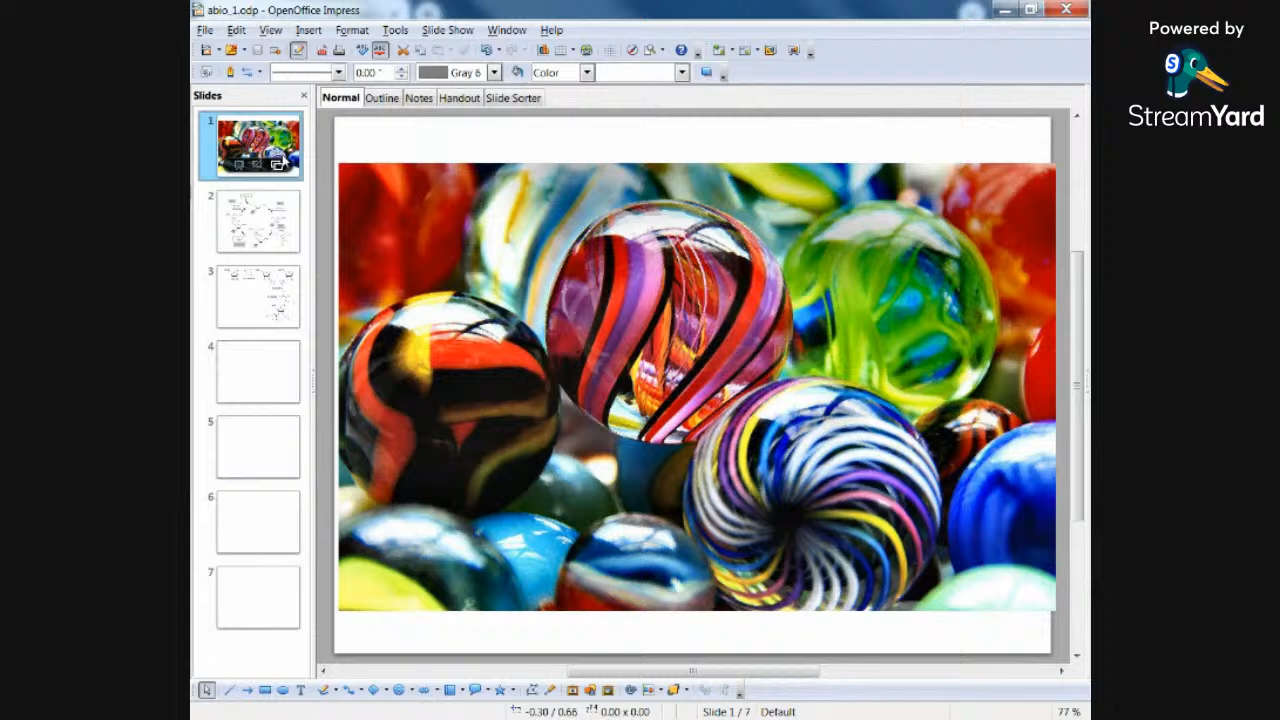 abio_1.odp - OpenOffice Impress
Powered by
StreamYard
File Edit View Insert Format Tools Slide Show Window Help
0.00 " Gray 6 Color
Slides
Normal Outline Notes Handout Slide Sorter
1
2
3
4
5
6
7
-0.30 / 0.66 0.00 x 0.00 Slide 1 / 7 Default 77 %